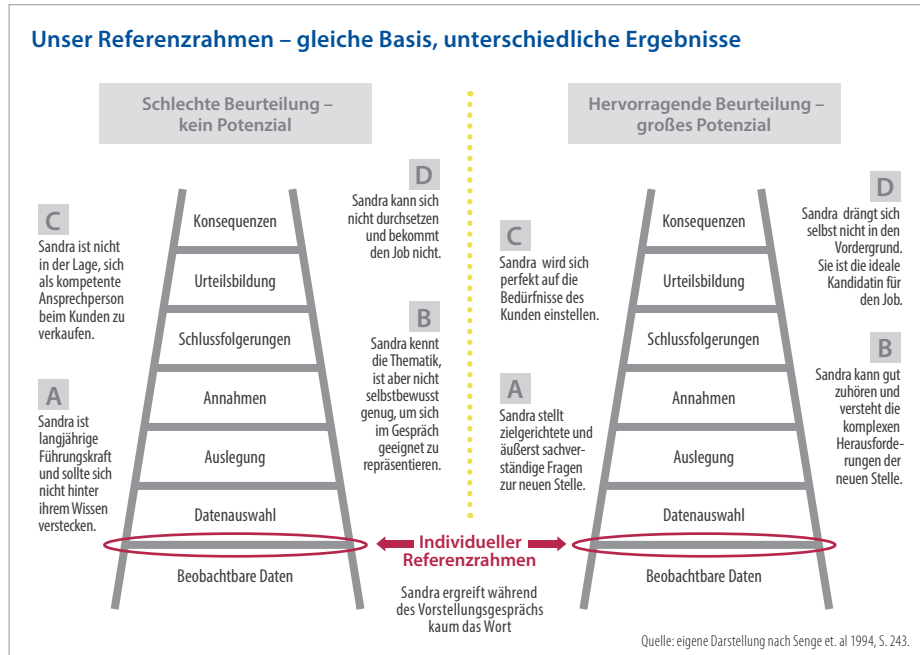 Unser Referenzrahmen – gleiche Basis, unterschiedliche Ergebnisse
Schlechte Beurteilung –
kein Potenzial
C
Sandra ist nicht
in der Lage, sich
als kompetente
Ansprechperson
beim Kunden zu
verkaufen.
A
Sandra ist
langjährige
Führungskraft
und sollte sich
nicht hinter
ihrem Wissen
verstecken.
Konsequenzen
Urteilsbildung
Schlussfolgerungen
Annahmen
Auslegung
Datenauswahl
Beobachtbare Daten
D
Sandra kann sich
nicht durchsetzen
und bekommt
den Job nicht.
B
Sandra kennt
die Thematik,
ist aber nicht
selbstbewusst
genug, um sich
im Gespräch
geeignet zu
repräsentieren.
Individueller
Referenzrahmen
Sandra ergreift während
des Vorstellungsgesprächs
kaum das Wort
Hervorragende Beurteilung –
großes Potenzial
C
Sandra wird sich
perfekt auf die
Bedürfnisse des
Kunden einstellen.
A
Sandra stellt
zielgerichtete und
äußerst sachver-
ständige Fragen
zur neuen Stelle.
Konsequenzen
Urteilsbildung
Schlussfolgerungen
Annahmen
Auslegung
Datenauswahl
Beobachtbare Daten
D
Sandra drängt sich
selbst nicht in den
Vordergrund.
Sie ist die ideale
Kandidatin für
den Job.
B
Sandra kann gut
zuhören und
versteht die
komplexen
Herausforde-
rungen der
neuen Stelle.
Quelle: eigene Darstellung nach Senge et. al 1994, S. 243.